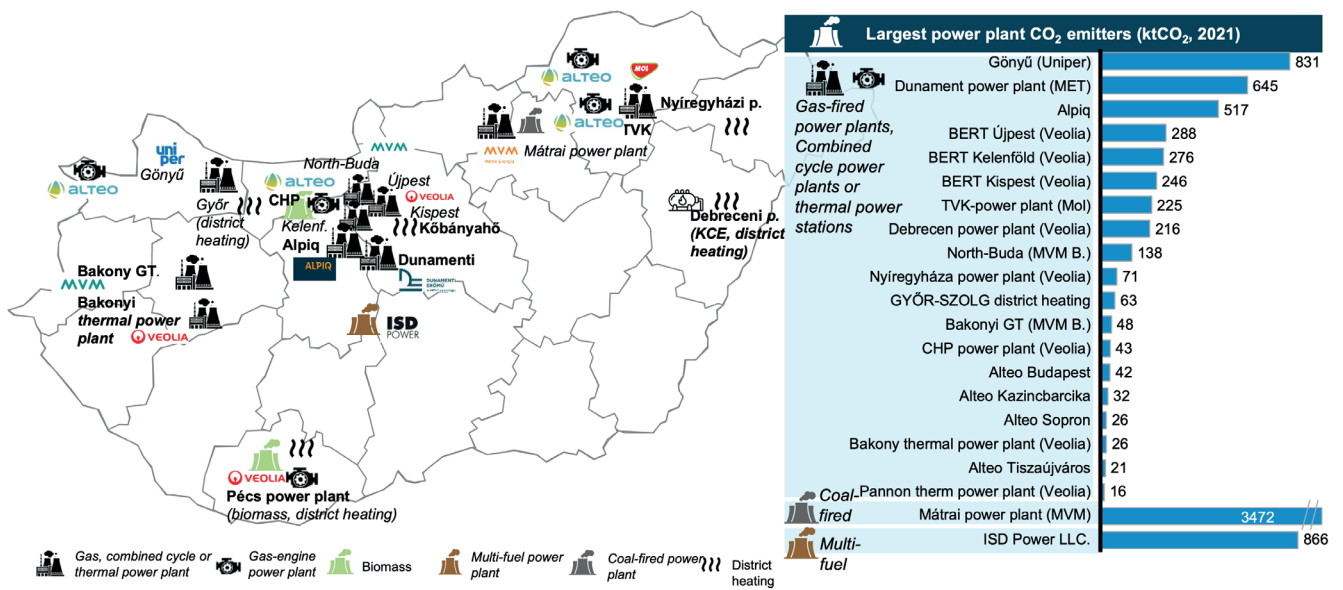 ALTEO
MOL
Nyíregyházi p.
ALTEO
TVK
MVM
MVM
Mátrai power plant
uni
per
Gönyű
ALTEO
Győr
(district
heating)
North-Buda
ALTEO
CHP
Újpest
VEOLIA
Kelenf.
Kispest
Kőbányahő
Alpiq
ALPIQ
Dunamenti
DUNAMENTI
ERŐMŰ
Debreceni p.
(KCE, district
heating)
Bakony GT.
MVM
Bakonyi
thermal power
plant
VEOLIA
ISD
POWER
VEOLIA
Pécs power plant
(biomass, district heating)
Gas, combined cycle or
thermal power plant
Gas-engine
power plant
Biomass
Multi-fuel power
plant
Coal-fired power
plant
District
heating
Largest power plant CO₂ emitters (ktCO₂, 2021)
Gas-fired
power plants,
Combined
cycle power
plants or
thermal power
stations
Gönyű (Uniper) 831
Dunament power plant (MET) 645
Alpiq 517
BERT Újpest (Veolia) 288
BERT Kelenföld (Veolia) 276
BERT Kispest (Veolia) 246
TVK-power plant (Mol) 225
Debrecen power plant (Veolia) 216
North-Buda (MVM B.) 138
Nyíregyháza power plant (Veolia) 71
GYŐR-SZOLG district heating 63
Bakonyi GT (MVM B.) 48
CHP power plant (Veolia) 43
Alteo Budapest 42
Alteo Kazincbarcika 32
Alteo Sopron 26
Bakony thermal power plant (Veolia) 26
Alteo Tiszaújváros 21
Pannon therm power plant (Veolia) 16
Coal-
fired
Mátrai power plant (MVM) 3472
Multi-
fuel
ISD Power LLC. 866